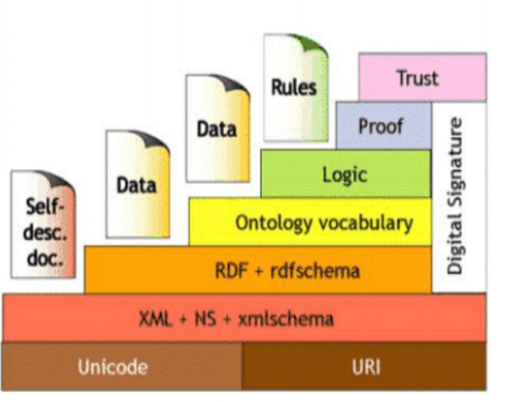 Rules
Trust
Data
Proof
Data
Logic
Self-
desc.
doc.
Ontology vocabulary
Digital Signature
RDF + rdfschema
XML + NS + xmlschema
Unicode
URI